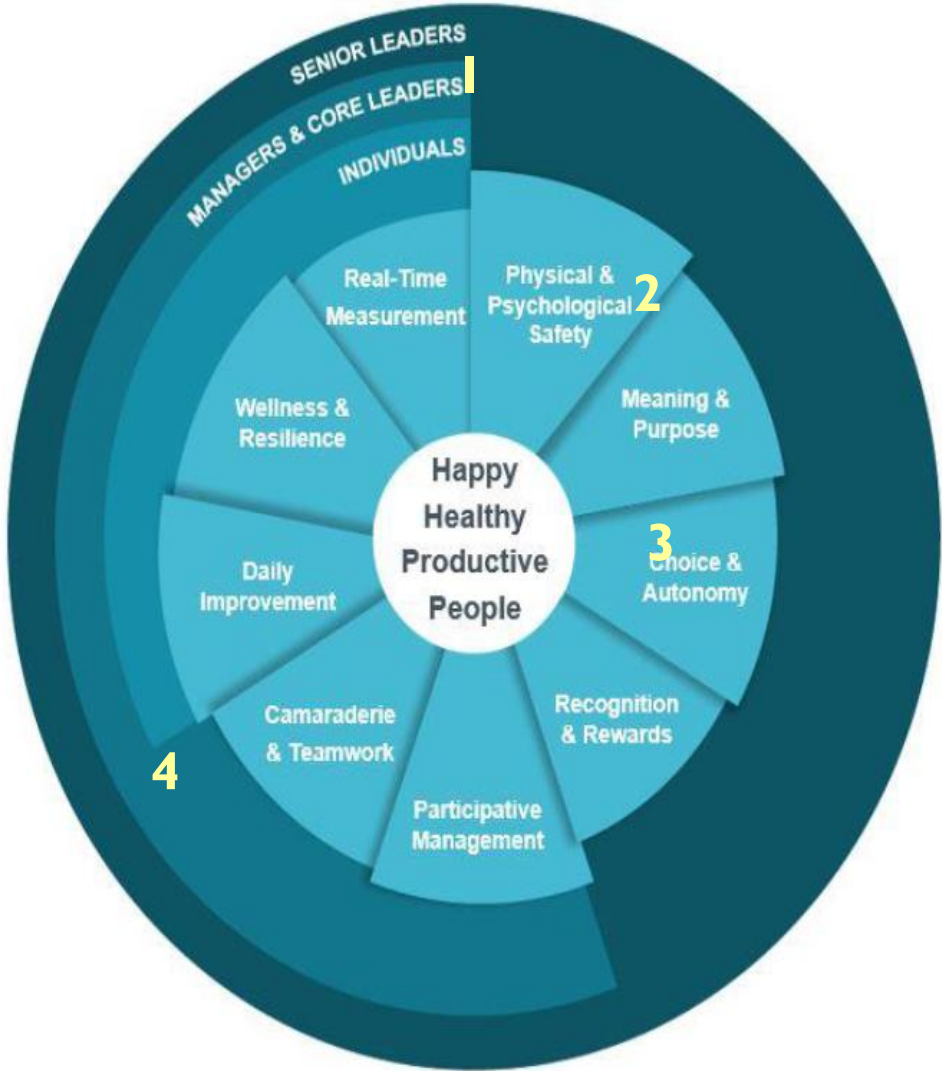 SENIOR LEADERS
MANAGERS & CORE LEADERS
INDIVIDUALS
1
Real-Time
Measurement
Physical &
Psychological
Safety
2
Meaning &
Purpose
3
Choice &
Autonomy
Recognition
& Rewards
Participative
Management
Camaraderie
& Teamwork
4
Daily
Improvement
Wellness &
Resilience
Happy
Healthy
Productive
People